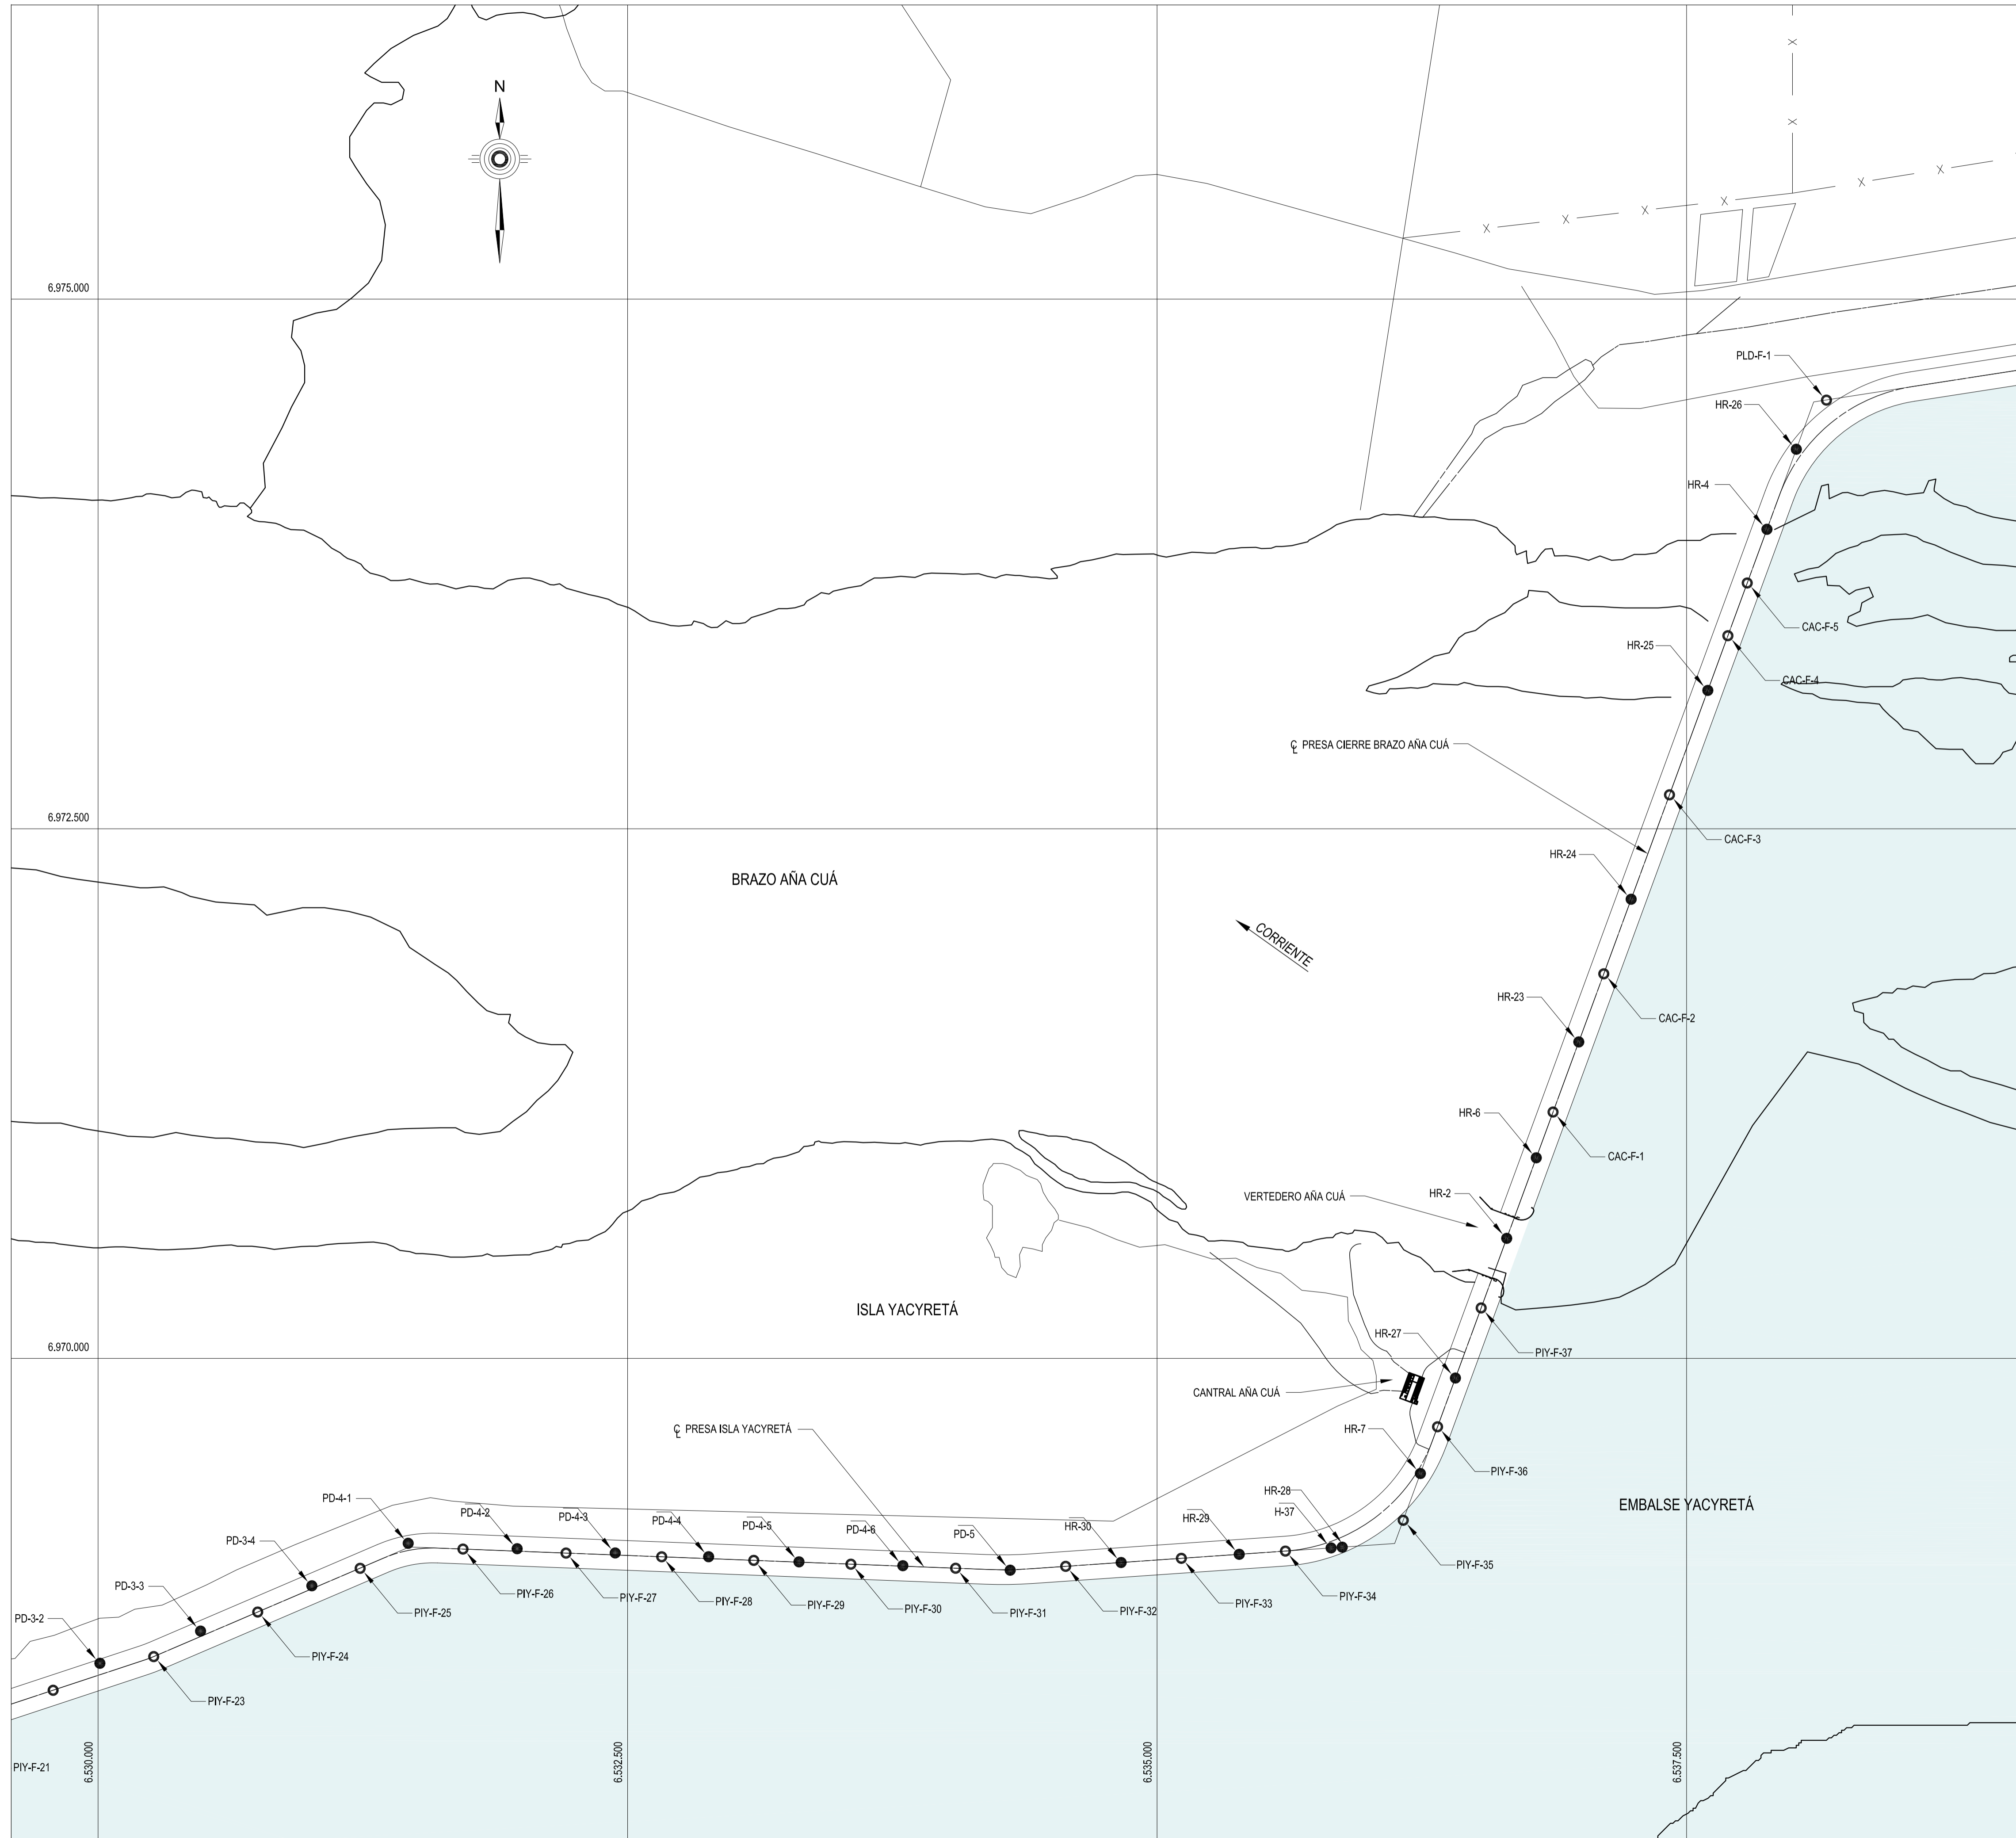 N
6.975.000
PLD-F-1
HR-26
HR-4
CAC-F-5
HR-25
CAC-F-4
℄ PRESA CIERRE BRAZO AÑA CUÁ
6.972.500
CAC-F-3
HR-24
BRAZO AÑA CUÁ
CORRIENTE
HR-23
CAC-F-2
HR-6
CAC-F-1
VERTEDERO AÑA CUÁ
HR-2
ISLA YACYRETÁ
HR-27
6.970.000
PIY-F-37
CANTRAL AÑA CUÁ
℄ PRESA ISLA YACYRETÁ
HR-7
PIY-F-36
HR-28
EMBALSE YACYRETÁ
PD-4-1
PD-4-2
PD-4-3
PD-4-4
PD-4-5
PD-4-6
PD-5
HR-30
HR-29
H-37
PD-3-4
PIY-F-35
PD-3-3
PIY-F-25
PIY-F-26
PIY-F-27
PIY-F-28
PIY-F-29
PIY-F-30
PIY-F-31
PIY-F-32
PIY-F-33
PIY-F-34
PD-3-2
PIY-F-24
PIY-F-23
PIY-F-21
6.530.000
6.532.500
6.535.000
6.537.500